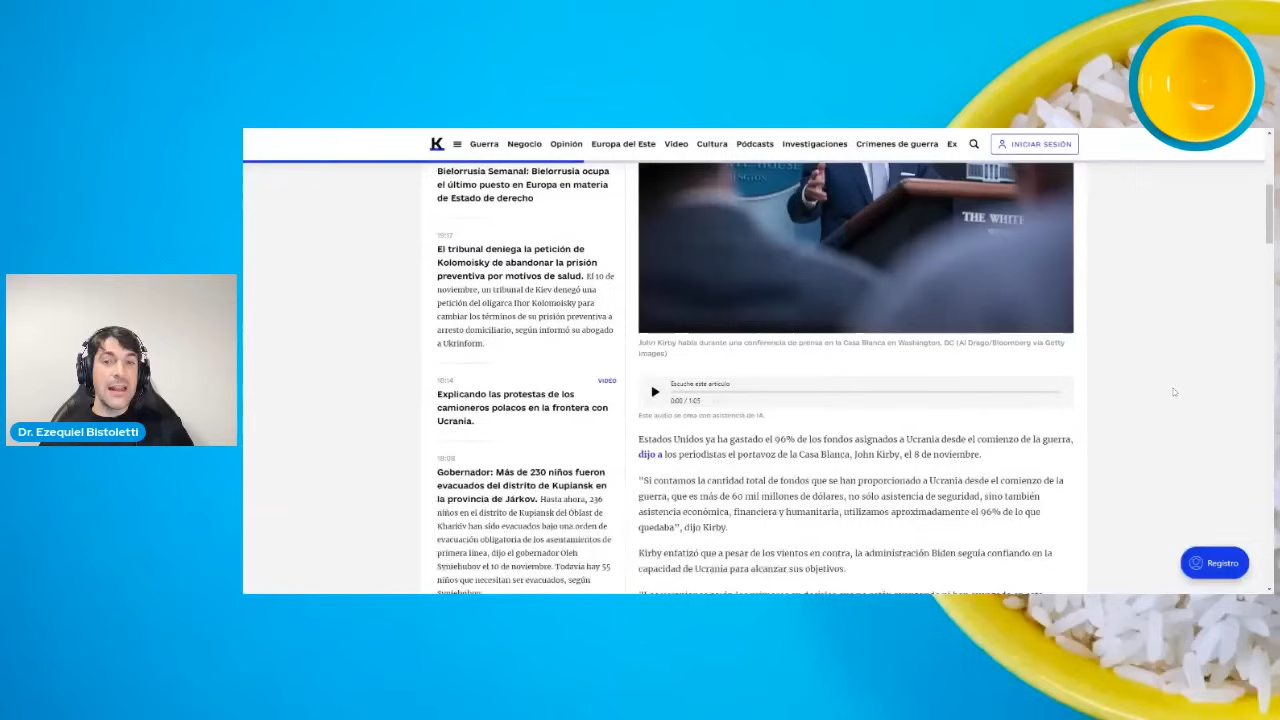 K
Guerra Negocio Opinión Europa del Este Video Cultura Pódcasts Investigaciones Crímenes de guerra Ex INICIAR SESIÓN
Bielorrusia Semanal: Bielorrusia ocupa
el último puesto en Europa en materia
de Estado de derecho
19:17
El tribunal deniega la petición de
Kolomoisky de abandonar la prisión
preventiva por motivos de salud. El 10 de
noviembre, un tribunal de Kiev denegó una
petición del oligarca Ihor Kolomoisky para
cambiar los términos de su prisión preventiva a
arresto domiciliario, según informó su abogado
a Ukrinform.
VIDEO
Explicando las protestas de los
camioneros polacos en la frontera con
Ucrania.
Gobernador: Más de 230 niños fueron
evacuados del distrito de Kupiansk en
la provincia de Járkov. Hasta ahora, 236
niños en el distrito de Kupiansk del Óblast de
Kharkiv han sido evacuados bajo una orden de
evacuación obligatoria de los asentamientos de
primera línea, dijo el gobernador Oleh
Syniehubov el 10 de noviembre. Todavía hay 55
niños que necesitan ser evacuados, según
Syniehubov.
THE WHITE
John Kirby habla durante una conferencia de prensa en la Casa Blanca en Washington, DC (Al Drago/Bloomberg vía Getty
Images)
Escuche este artículo
0:00 / 1:05
Este audio se crea con asistencia de IA.
Estados Unidos ya ha gastado el 96% de los fondos asignados a Ucrania desde el comienzo de la guerra,
dijo a los periodistas el portavoz de la Casa Blanca, John Kirby, el 8 de noviembre.
"Si contamos la cantidad total de fondos que se han proporcionado a Ucrania desde el comienzo de la
guerra, que es más de 60 mil millones de dólares, no sólo asistencia de seguridad, sino también
asistencia económica, financiera y humanitaria, utilizamos aproximadamente el 96% de lo que
quedaba", dijo Kirby.
Kirby enfatizó que a pesar de los vientos en contra, la administración Biden seguía confiando en la
capacidad de Ucrania para alcanzar sus objetivos.
Registro
Dr. Ezequiel Bistoletti